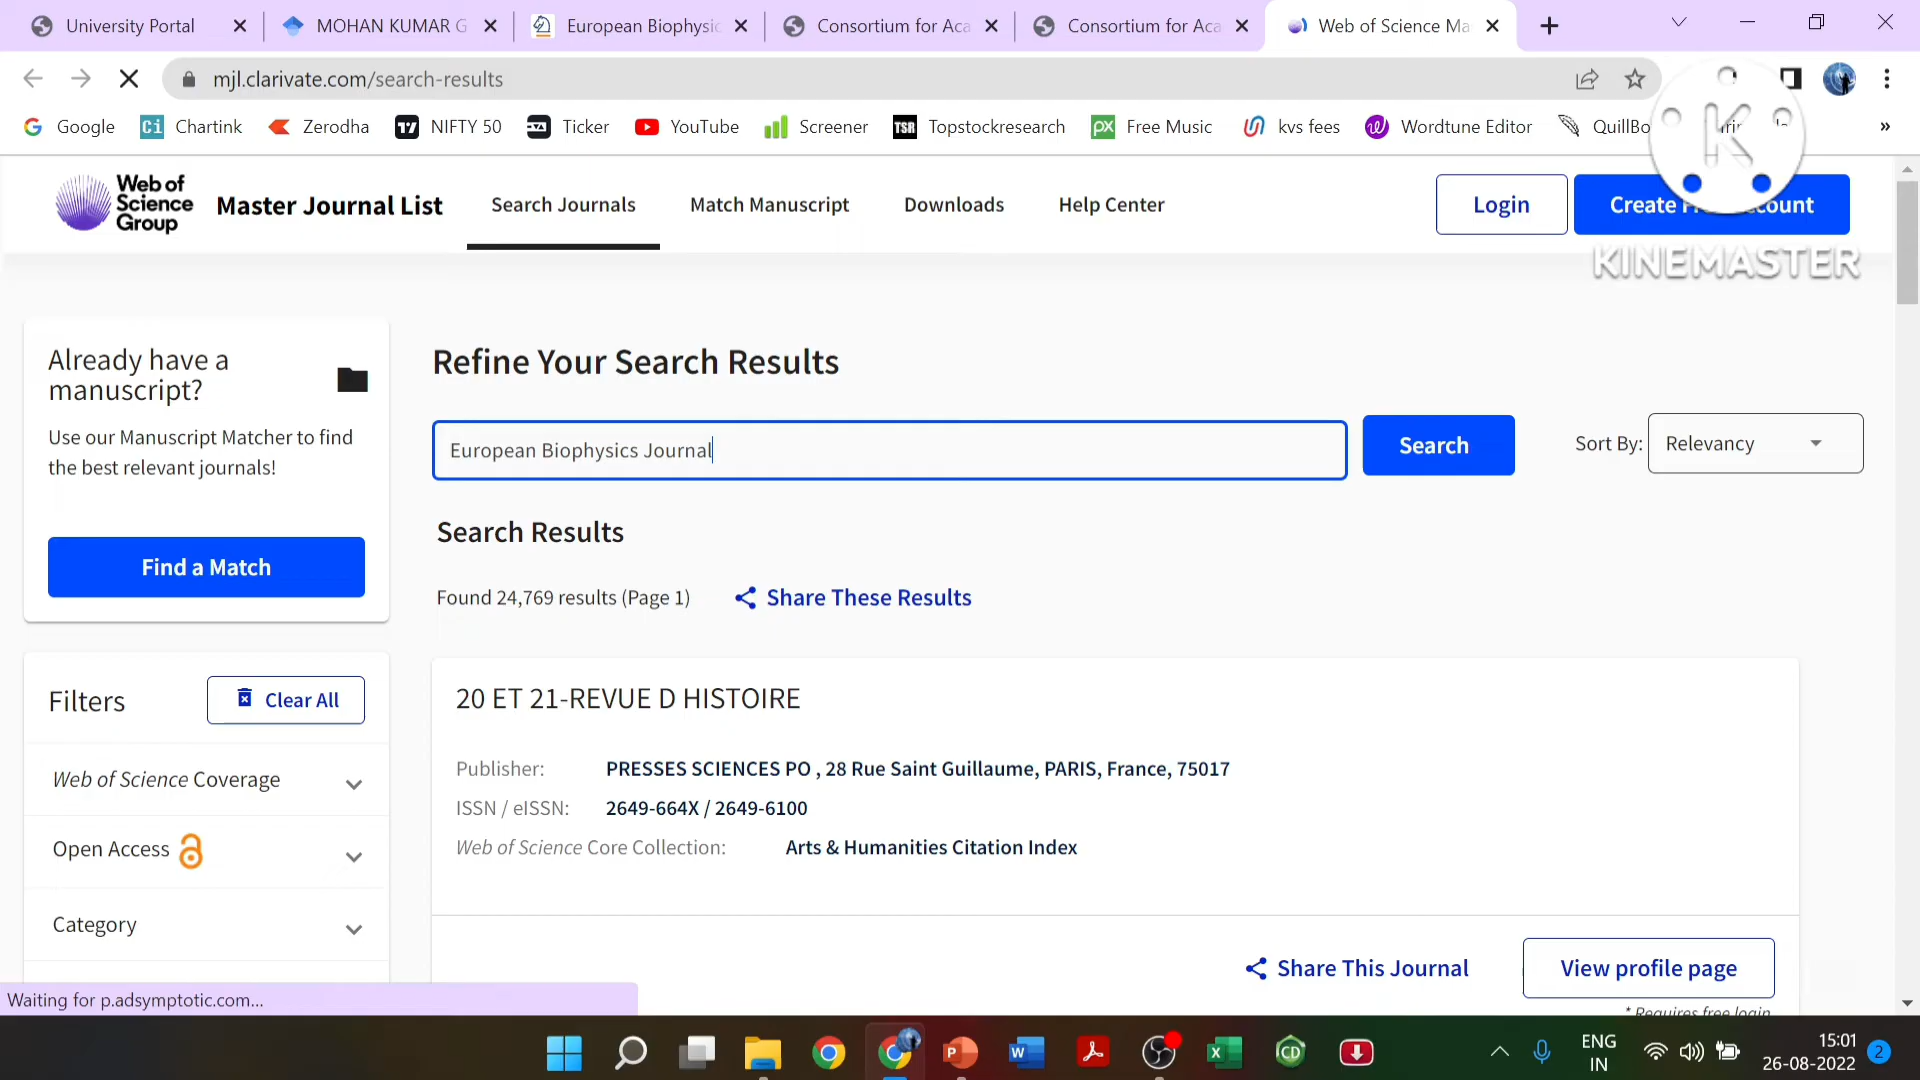 University Portal
MOHAN KUMAR G
European Biophysic
Consortium for Aca
Consortium for Aca
Web of Science Ma
mjl.clarivate.com/search-results
Google
Chartink
Zerodha
NIFTY 50
Ticker
YouTube
Screener
Topstockresearch
Free Music
kvs fees
Wordtune Editor
QuillBo
Web of
Science
Group
Master Journal List
Search Journals
Match Manuscript
Downloads
Help Center
Login
Create
KINEMASTER
Already have a
manuscript?
Use our Manuscript Matcher to find
the best relevant journals!
Find a Match
Refine Your Search Results
European Biophysics Journal
Search
Sort By:
Relevancy
Search Results
Found 24,769 results (Page 1)
Share These Results
Filters
Clear All
Web of Science Coverage
Open Access
Category
20 ET 21-REVUE D HISTOIRE
Publisher: PRESSES SCIENCES PO , 28 Rue Saint Guillaume, PARIS, France, 75017
ISSN / eISSN: 2649-664X / 2649-6100
Web of Science Core Collection: Arts & Humanities Citation Index
Share This Journal
View profile page
* Requires free login
Waiting for p.adsymptotic.com...
ENG
IN
15:01
26-08-2022
2